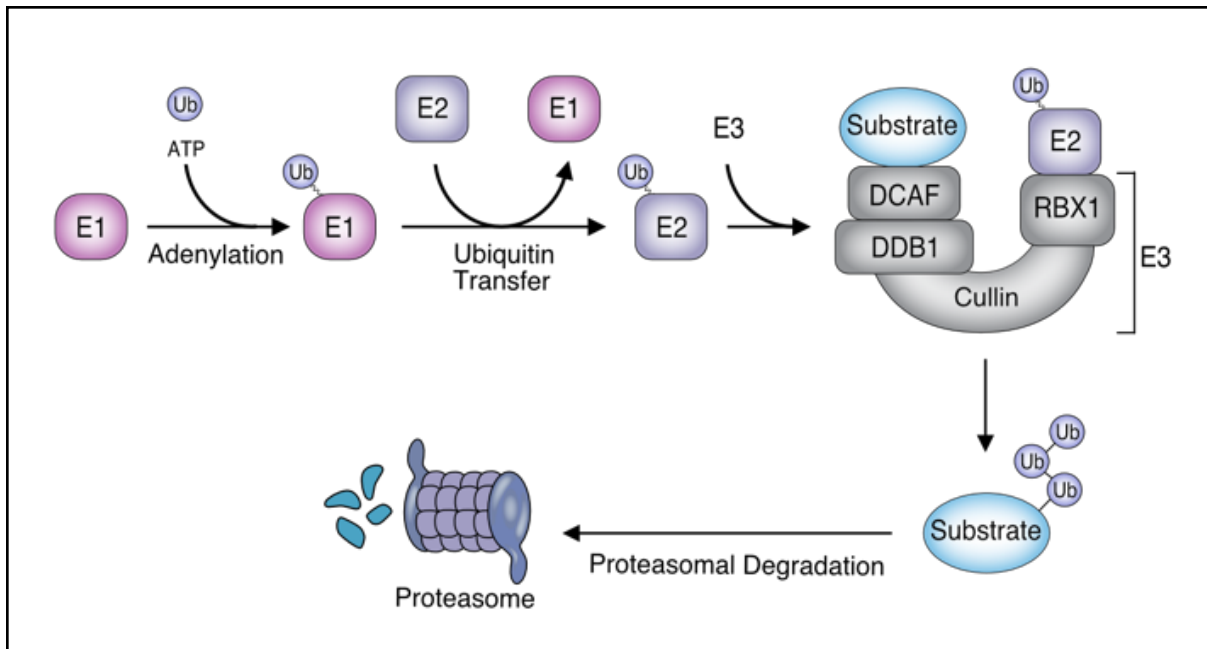 Ub
ATP
E1
Adenylation
Ub
E1
E2
E1
Ubiquitin
Transfer
Ub
E2
E3
Substrate
DCAF
DDB1
Cullin
Ub
E2
RBX1
E3
Ub
Ub
Ub
Substrate
Proteasomal Degradation
Proteasome